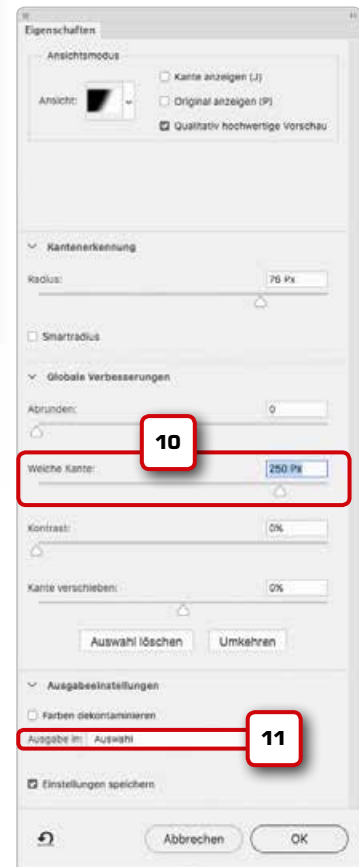 Eigenschaften
Ansichtsmodus
Kante anzeigen (J)
Ansicht:
Original anzeigen (P)
Qualitativ hochwertige Vorschau
Kantenerkennung
Radius: 76 Px
Smartradius
Globale Verbesserungen
Abrunden: 0
10
Weiche Kante: 250 Px
Kontrast: 0%
Kante verschieben: 0%
Auswahl löschen Umkehren
Ausgabeeinstellungen
Farben dekontaminieren
Ausgabe in: Auswahl 11
Einstellungen speichern
Abbrechen OK